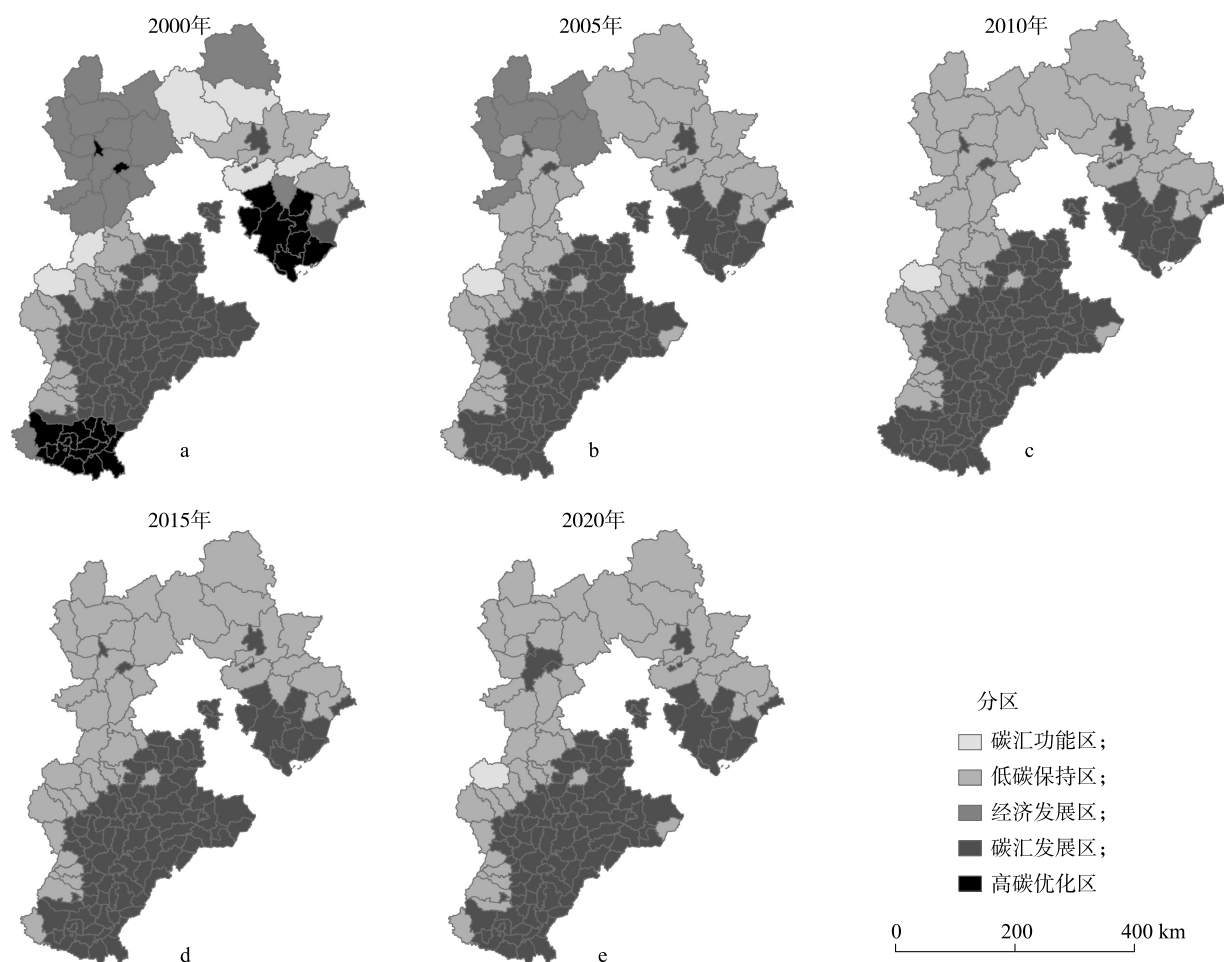 2000年
2005年
2010年
a
b
c
2015年
2020年
分区
碳汇功能区；
低碳保持区；
经济发展区；
碳汇发展区；
高碳优化区
0 200 400 km
d
e